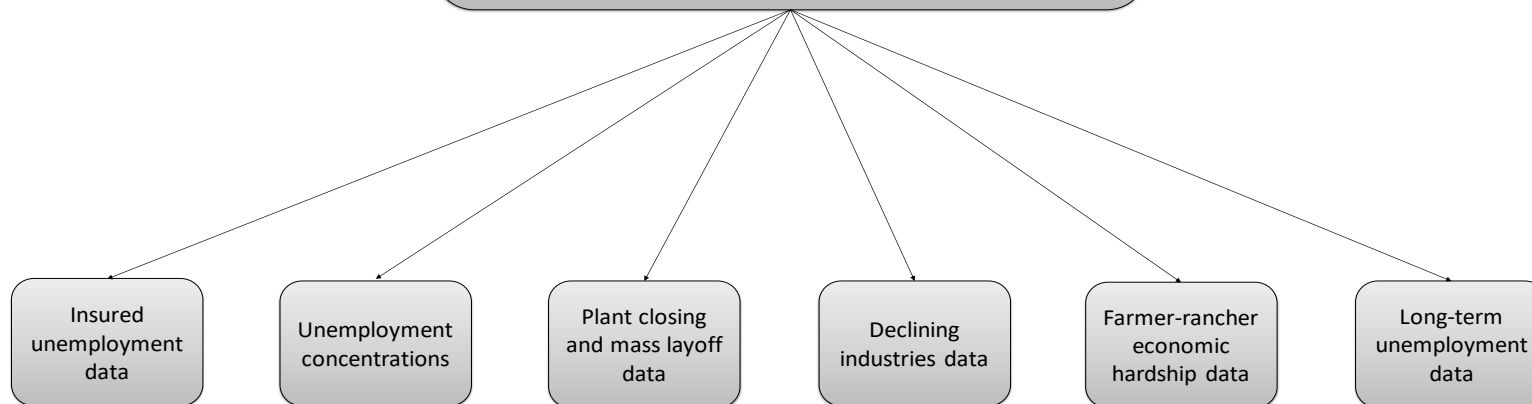 Insured
unemployment
data
Unemployment
concentrations
Plant closing
and mass layoff
data
Declining
industries data
Farmer-rancher
economic
hardship data
Long-term
unemployment
data